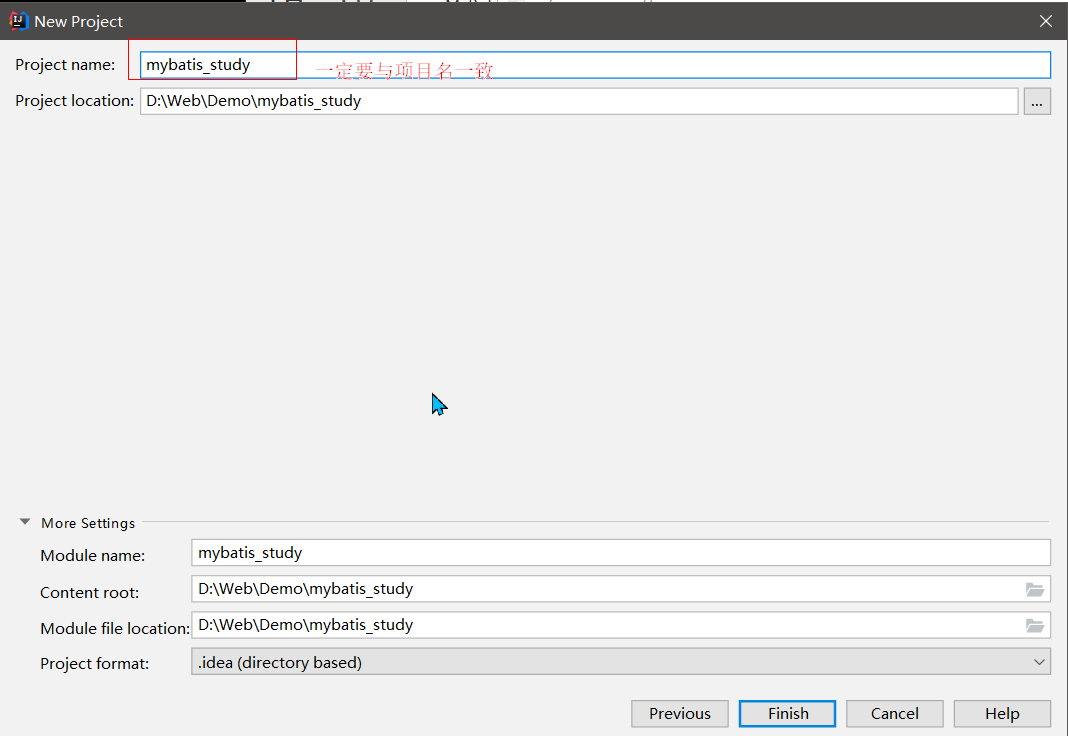 New Project
Project name: mybatis_study 一定要与项目名一致
Project location: D:\Web\Demo\mybatis_study ...
More Settings
Module name: mybatis_study
Content root: D:\Web\Demo\mybatis_study
Module file location: D:\Web\Demo\mybatis_study
Project format: .idea (directory based)
Previous Finish Cancel Help